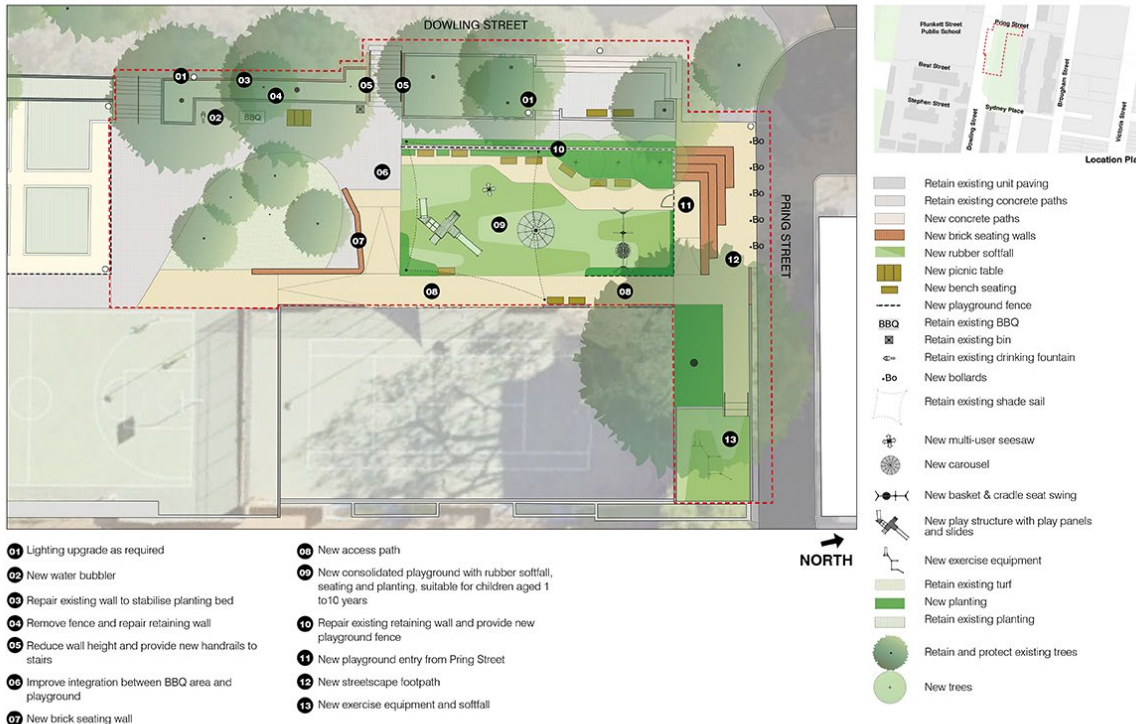 DOWLING STREET
01
03
04
05
05
01
02
BBQ
06
10
11
09
07
08
08
12
13
Bo
Bo
Bo
Bo
Bo
PRING STREET
NORTH
Plunkett Street
Public School
Pring Street
Best Street
Stephen Street
Sydney Place
Dowling Street
Brougham Street
Victoria Street
Location Pla
Retain existing unit paving
Retain existing concrete paths
New concrete paths
New brick seating walls
New rubber softfall
New picnic table
New bench seating
New playground fence
BBQ Retain existing BBQ
Retain existing bin
Retain existing drinking fountain
Bo New bollards
Retain existing shade sail
New multi-user seesaw
New carousel
New basket & cradle seat swing
New play structure with play panels
and slides
New exercise equipment
Retain existing turf
New planting
Retain existing planting
Retain and protect existing trees
New trees
01 Lighting upgrade as required
02 New water bubbler
03 Repair existing wall to stabilise planting bed
04 Remove fence and repair retaining wall
05 Reduce wall height and provide new handrails to
stairs
06 Improve integration between BBQ area and
playground
07 New brick seating wall
08 New access path
09 New consolidated playground with rubber softfall,
seating and planting, suitable for children aged 1
to10 years
10 Repair existing retaining wall and provide new
playground fence
11 New playground entry from Pring Street
12 New streetscape footpath
13 New exercise equipment and softfall